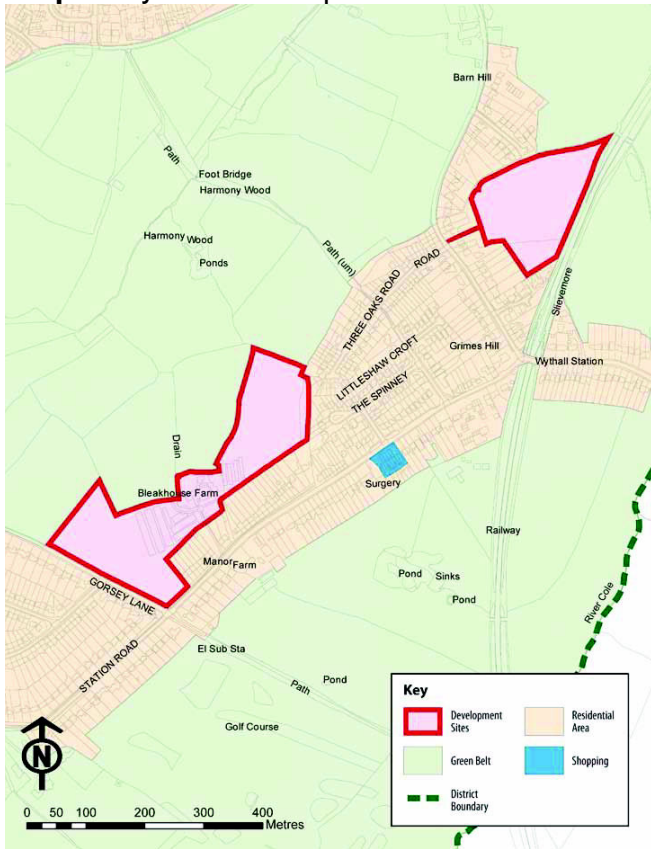 Barn Hill
Path
Foot Bridge
Harmony Wood
Harmony Wood
Ponds
Path (um)
THREE OAKS ROAD
ROAD
Slievemore
LITTLESHAW CROFT
THE SPINNEY
Grimes Hill
Wythall Station
Drain
Bleakhouse Farm
Surgery
Railway
Manor Farm
GORSEY LANE
Pond
Sinks
Pond
River Cole
STATION ROAD
El Sub Sta
Path
Pond
Golf Course
Key
Development
Sites
Residential
Area
Green Belt
Shopping
District
Boundary
N
0 50 100 200 300 400
Metres